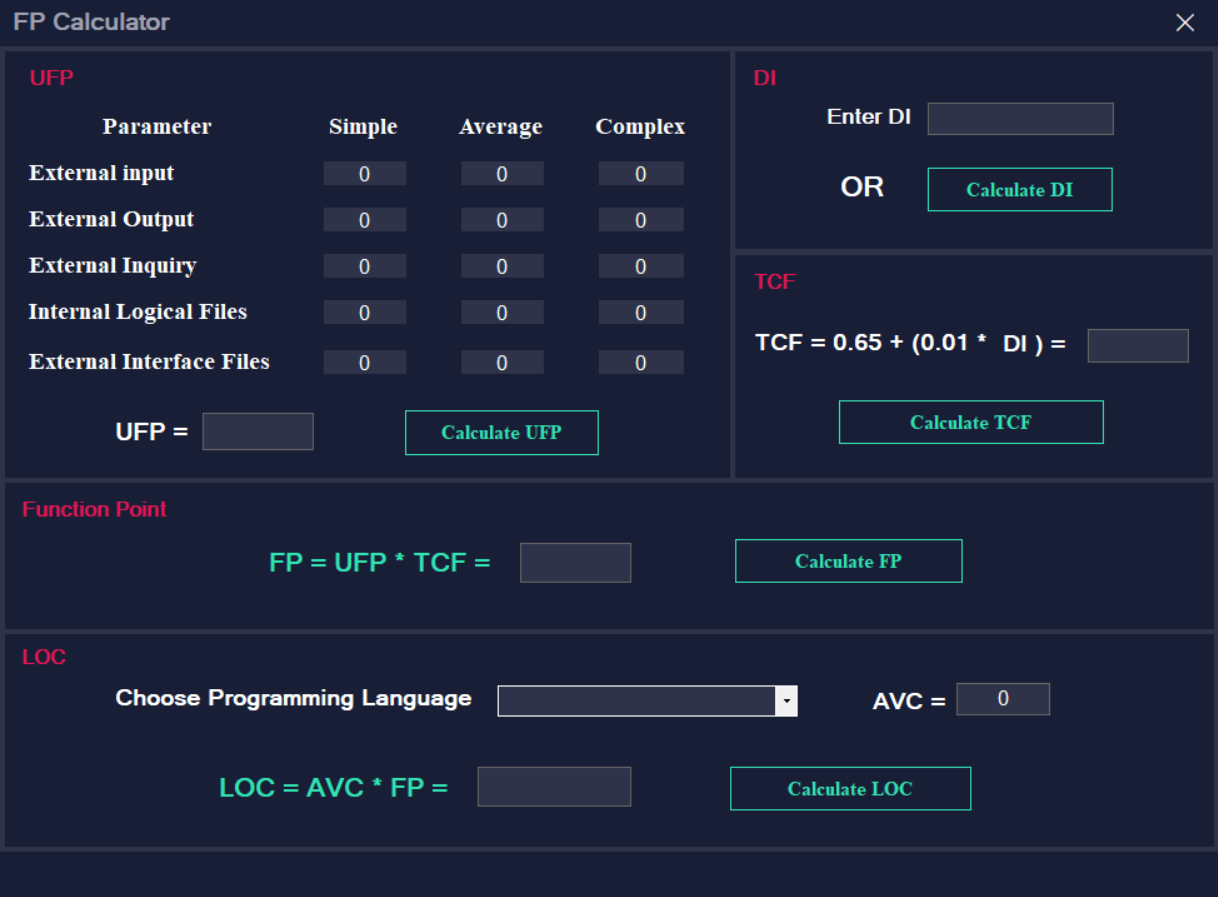 FP Calculator
UFP
Parameter Simple Average Complex
External input 0 0 0
External Output 0 0 0
External Inquiry 0 0 0
Internal Logical Files 0 0 0
External Interface Files 0 0 0
UFP =
Calculate UFP
DI
Enter DI
OR
Calculate DI
TCF
TCF = 0.65 + (0.01 * DI ) =
Calculate TCF
Function Point
FP = UFP * TCF =
Calculate FP
LOC
Choose Programming Language
AVC = 0
LOC = AVC * FP =
Calculate LOC